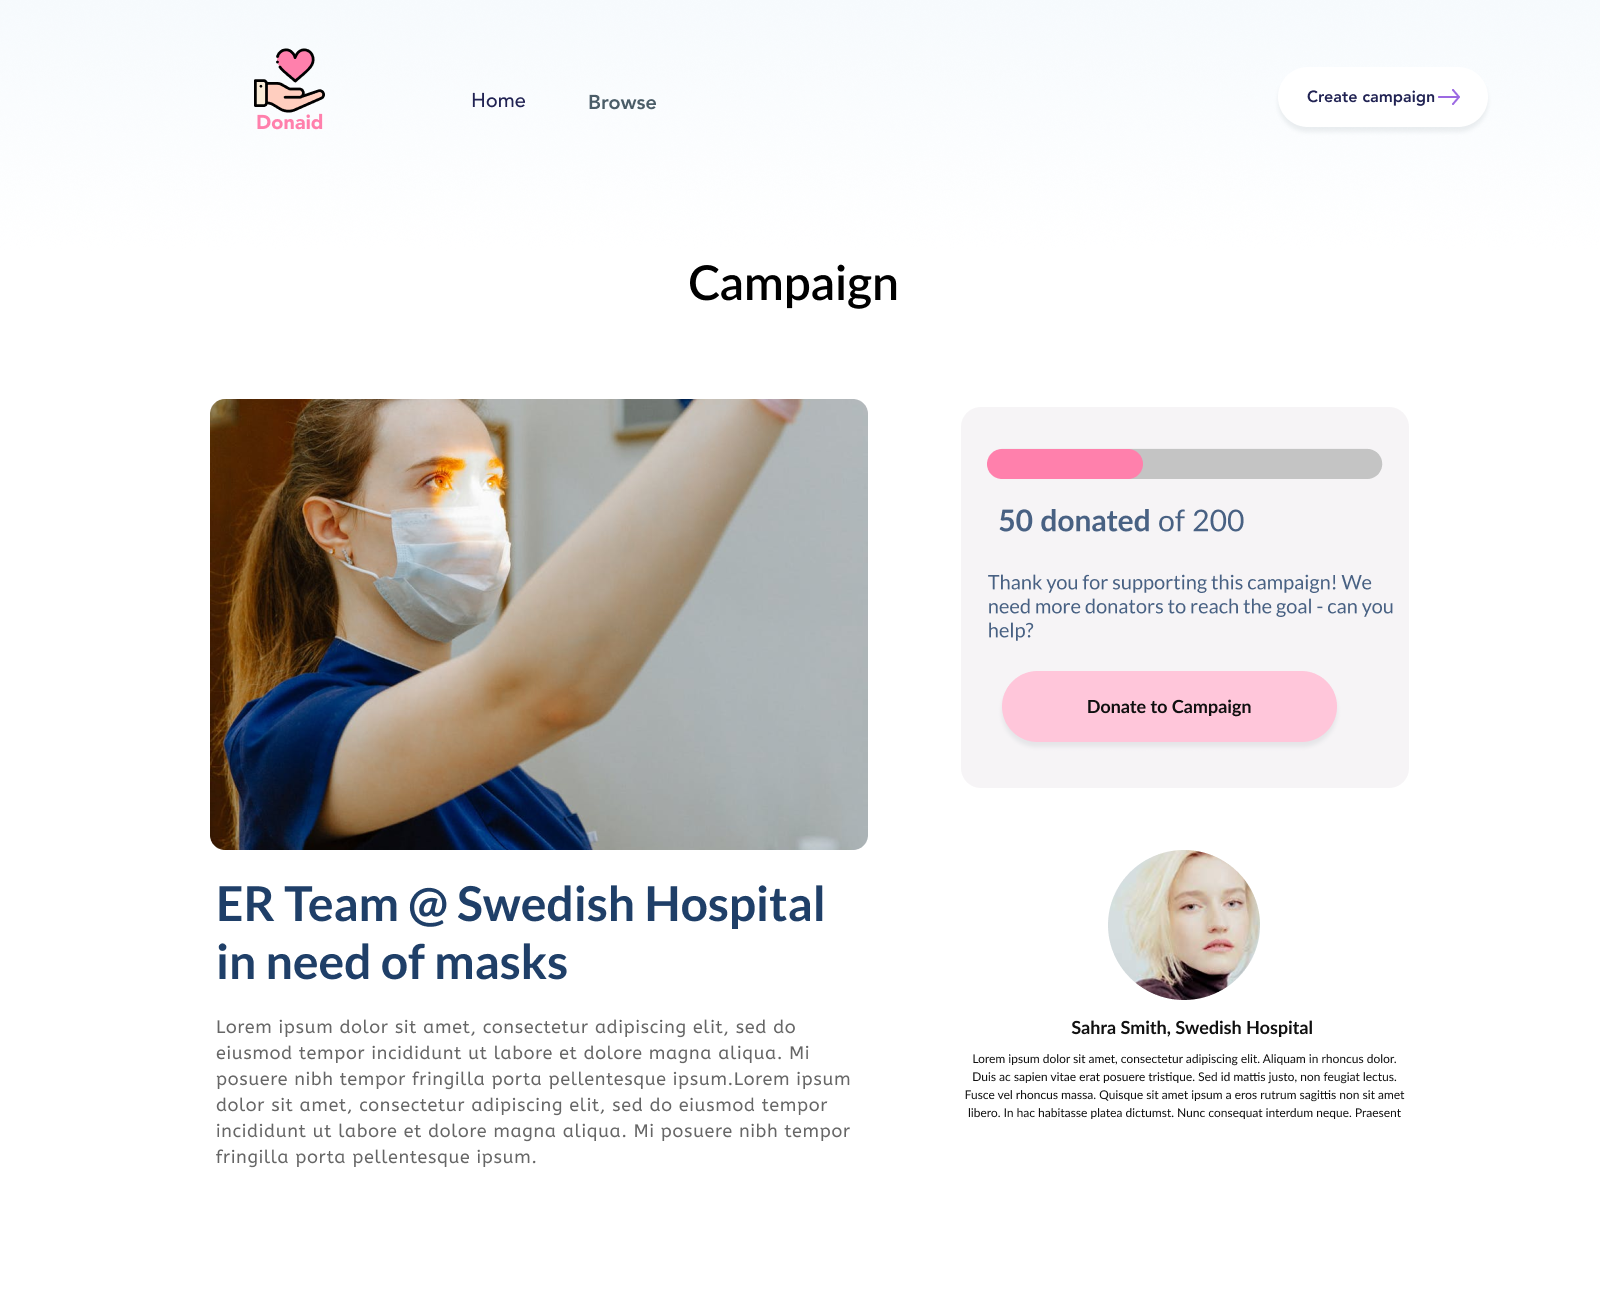 Donaid
Home
Browse
Create campaign
Campaign
50 donated of 200
Thank you for supporting this campaign! We
need more donators to reach the goal - can you
help?
Donate to Campaign
ER Team @ Swedish Hospital
in need of masks
Lorem ipsum dolor sit amet, consectetur adipiscing elit, sed do
eiusmod tempor incididunt ut labore et dolore magna aliqua. Mi
posuere nibh tempor fringilla porta pellentesque ipsum.Lorem ipsum
dolor sit amet, consectetur adipiscing elit, sed do eiusmod tempor
incididunt ut labore et dolore magna aliqua. Mi posuere nibh tempor
fringilla porta pellentesque ipsum.
Sahra Smith, Swedish Hospital
Lorem ipsum dolor sit amet, consectetur adipiscing elit. Aliquam in rhoncus dolor.
Duis ac sapien vitae erat posuere tristique. Sed id mattis justo, non feugiat lectus.
Fusce vel rhoncus massa. Quisque sit amet ipsum a eros rutrum sagittis non sit amet
libero. In hac habitasse platea dictumst. Nunc consequat interdum neque. Praesent